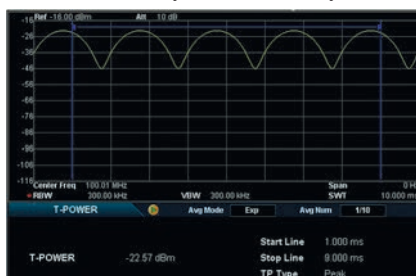 Ref -16.00 dBm Att 10 dB
-16
-26
-36
-46
-56
-66
-76
-86
-96
-106
-116
Center Freq 100.01 MHz Span 0 Hz
*RBW 300.00 kHz VBW 300.00 kHz SWT 10.000 ms
T-POWER Avg Mode Exp Avg Num 1/10
Start Line 1.000 ms
T-POWER -22.57 dBm Stop Line 9.000 ms
TP Type Peak